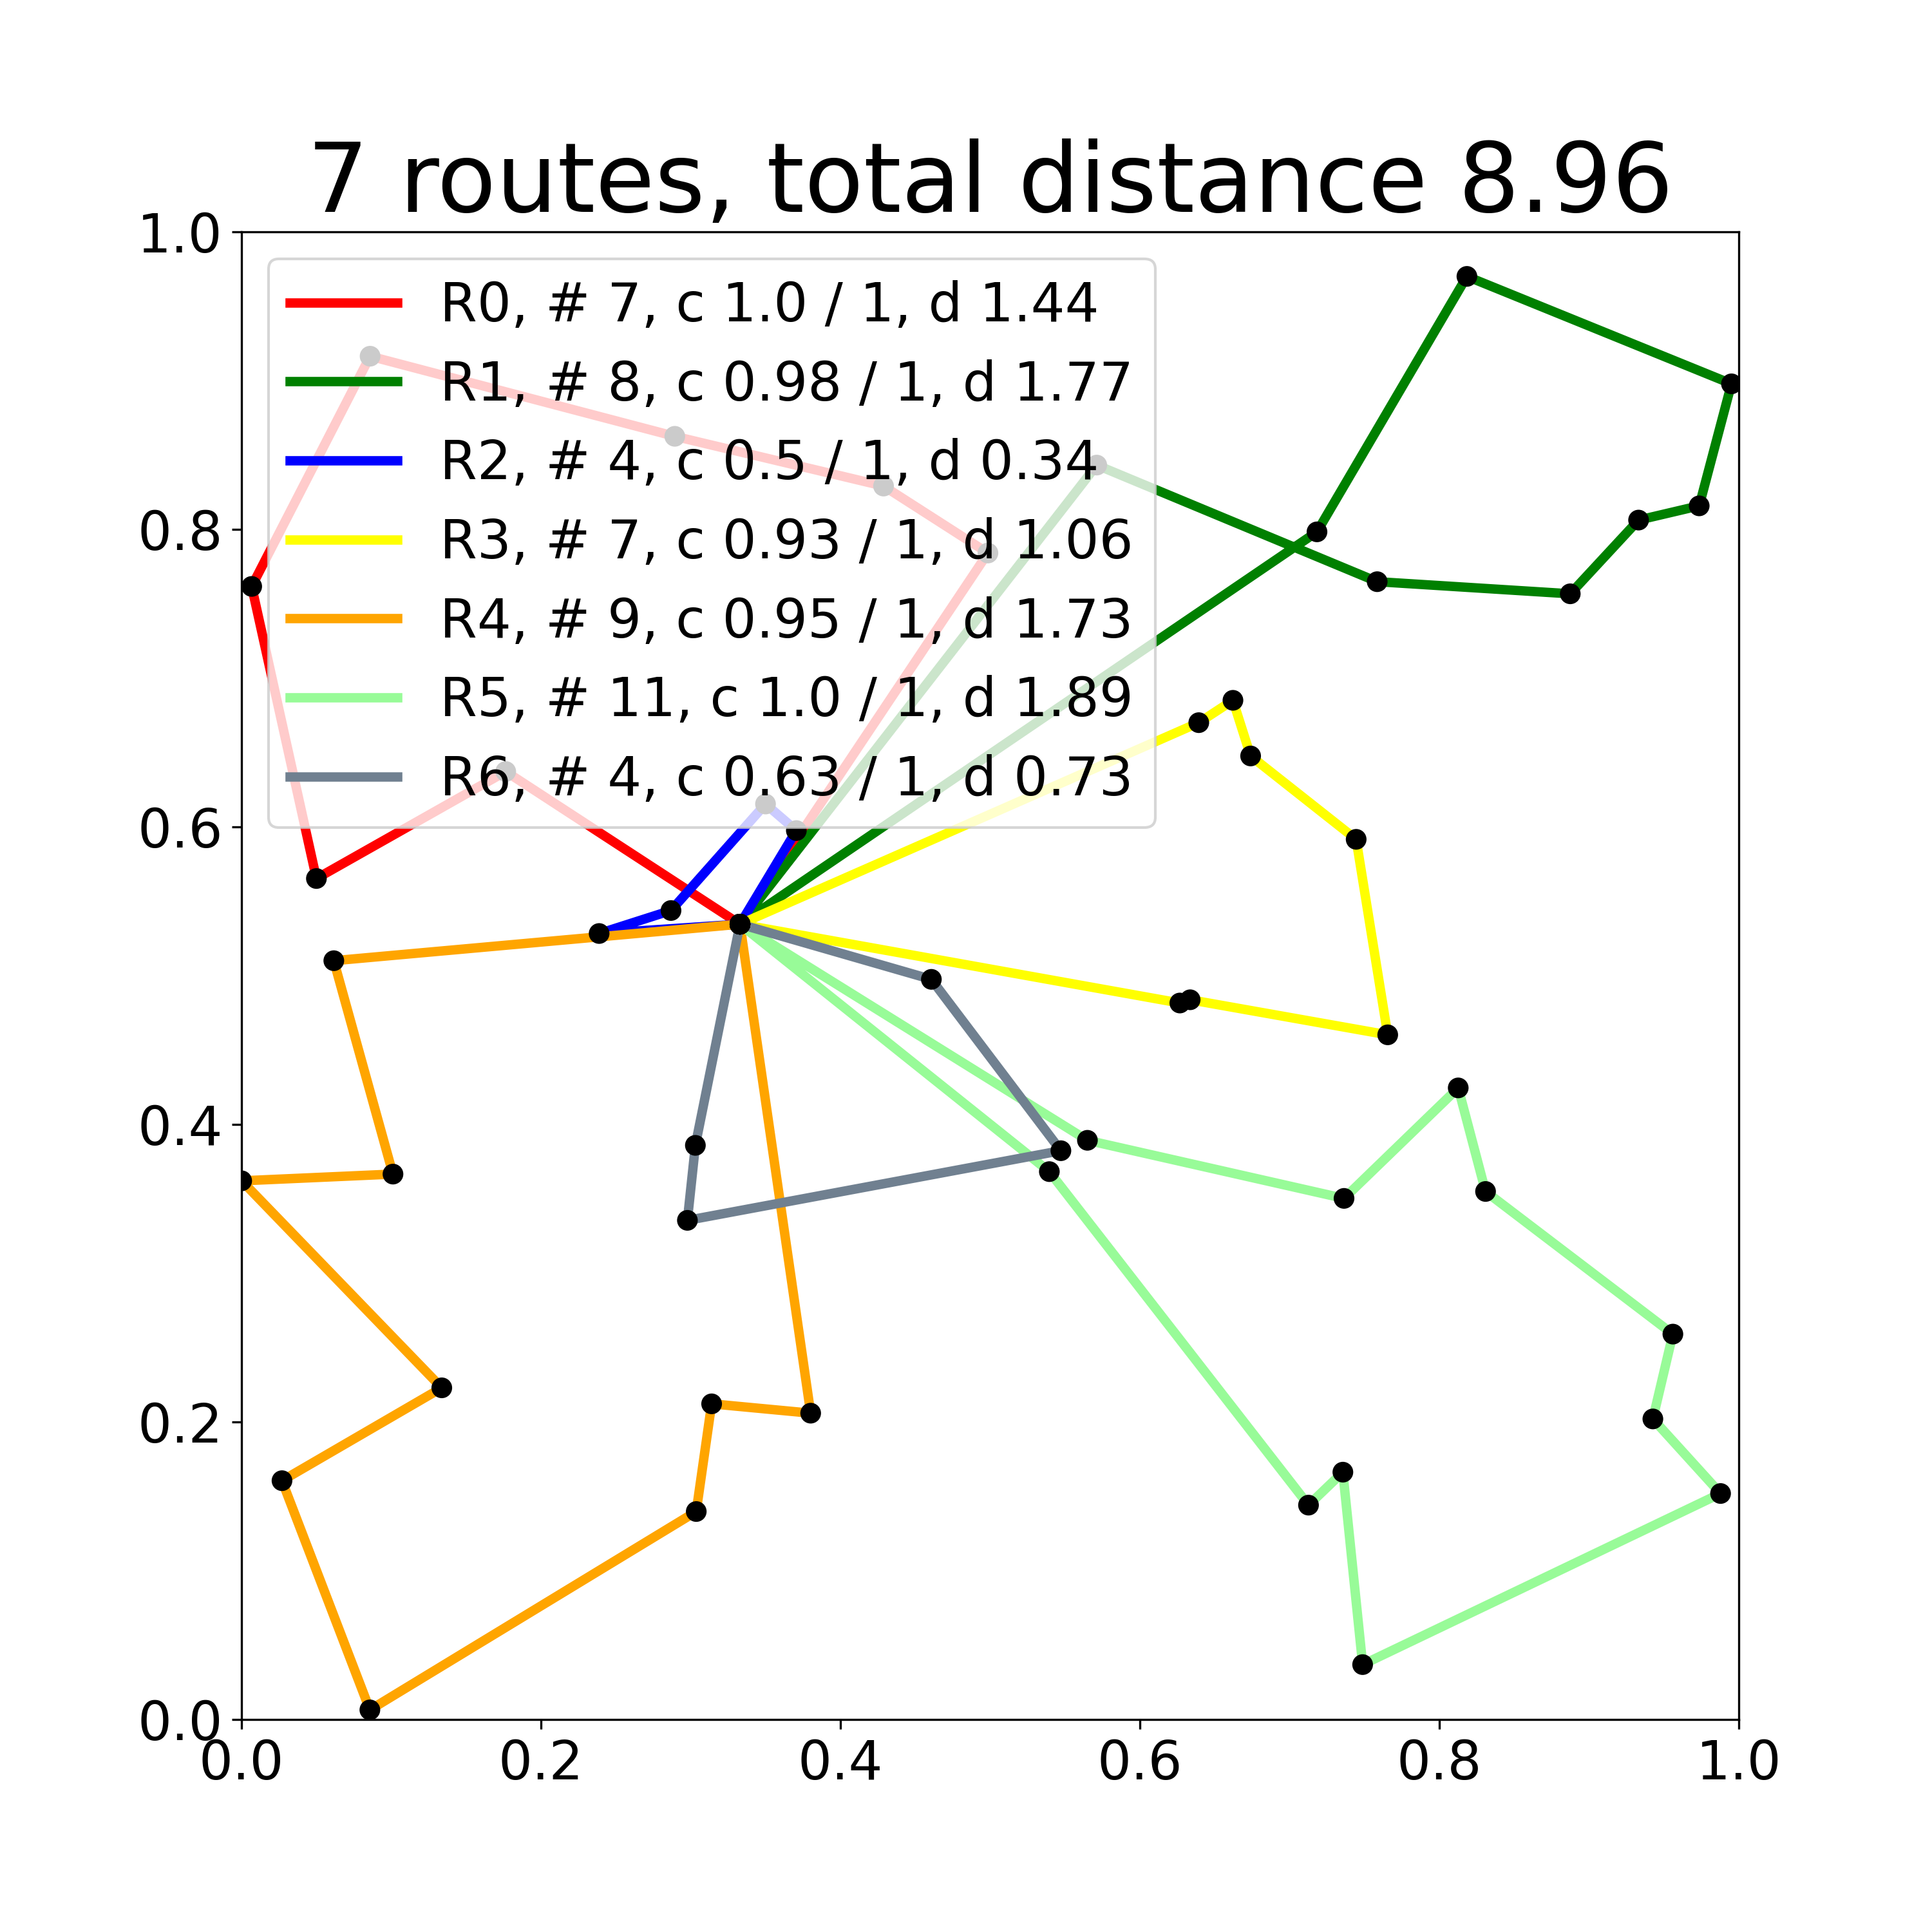 7 routes, total distance 8.96
1.0
R0, # 7, c 1.0 / 1, d 1.44
R1, # 8, c 0.98 / 1, d 1.77
R2, # 4, c 0.5 / 1, d 0.34
0.8
R3, # 7, c 0.93 / 1, d 1.06
R4, # 9, c 0.95 / 1, d 1.73
R5, # 11, c 1.0 / 1, d 1.89
R6, # 4, c 0.63 / 1, d 0.73
0.6
0.4
0.2
0.0
0.0 0.2 0.4 0.6 0.8 1.0